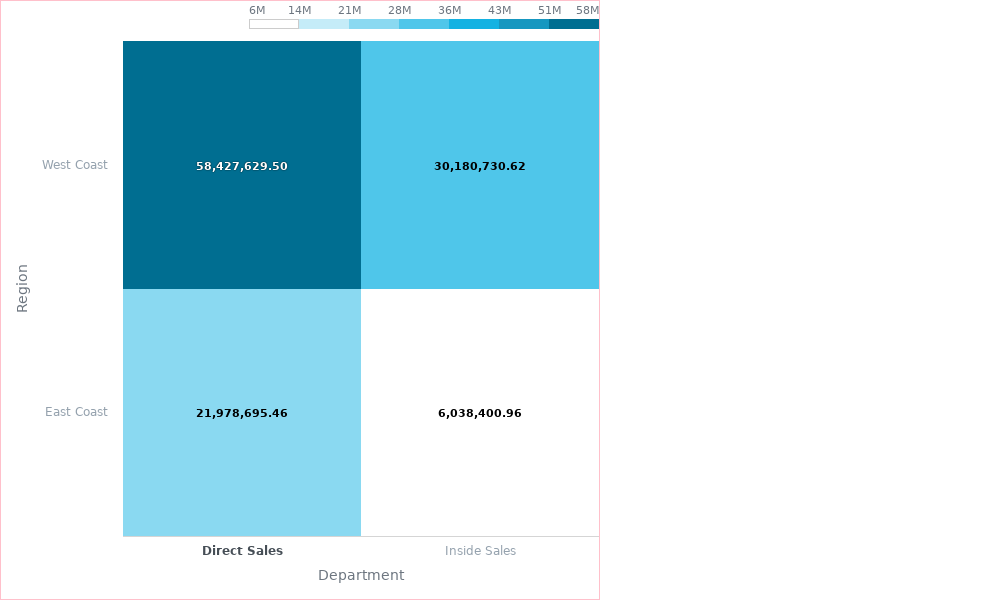 6M 14M 21M 28M 36M 43M 51M 58M
West Coast
58,427,629.50 30,180,730.62
Region
East Coast
21,978,695.46 6,038,400.96
Direct Sales Inside Sales
Department